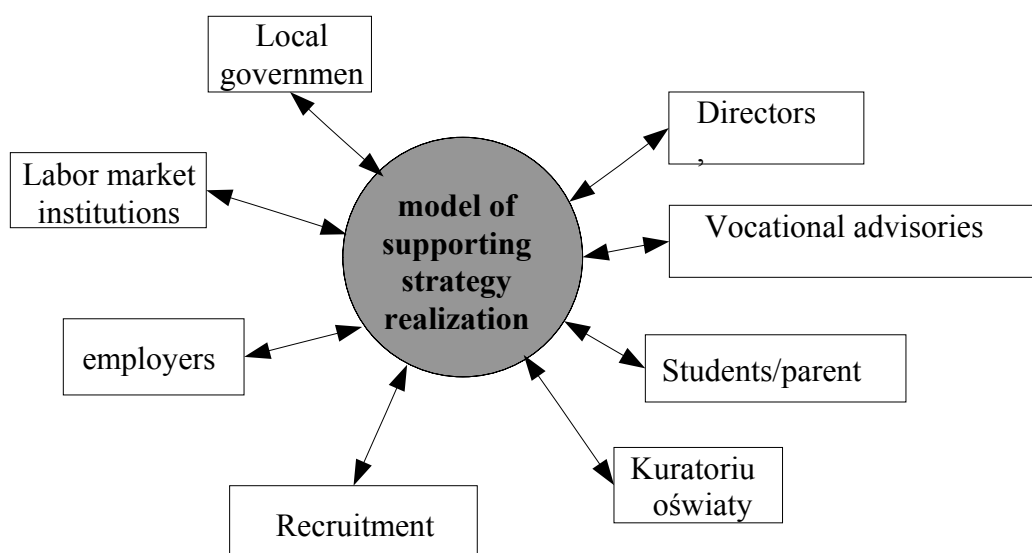 Local
governmen
Directors
,
Labor market
institutions
model of
supporting
strategy
realization
Vocational advisories
employers
Students/parent
Kuratoriu
oświaty
Recruitment